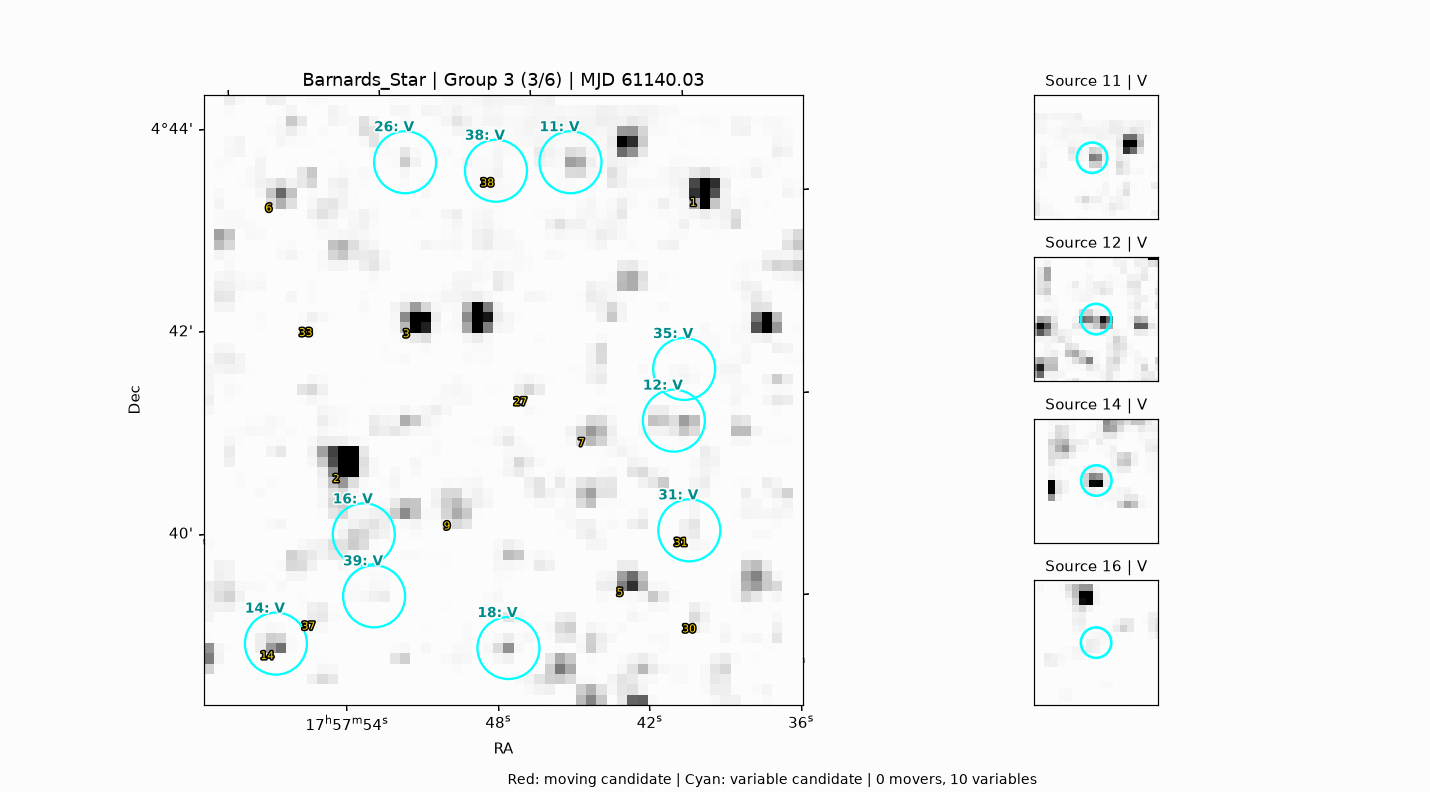 Barnards_Star | Group 3 (3/6) | MJD 61140.03
Source 11 | V
4°44'
26: V
38: V
11: V
38
1
6
Source 12 | V
42'
33
3
35: V
12: V
27
7
Dec
Source 14 | V
2
16: V
31: V
9
40'
31
39: V
Source 16 | V
5
14: V
37
18: V
30
14
17ʰ57ᵐ54ˢ
48ˢ
42ˢ
36ˢ
RA
Red: moving candidate | Cyan: variable candidate | 0 movers, 10 variables